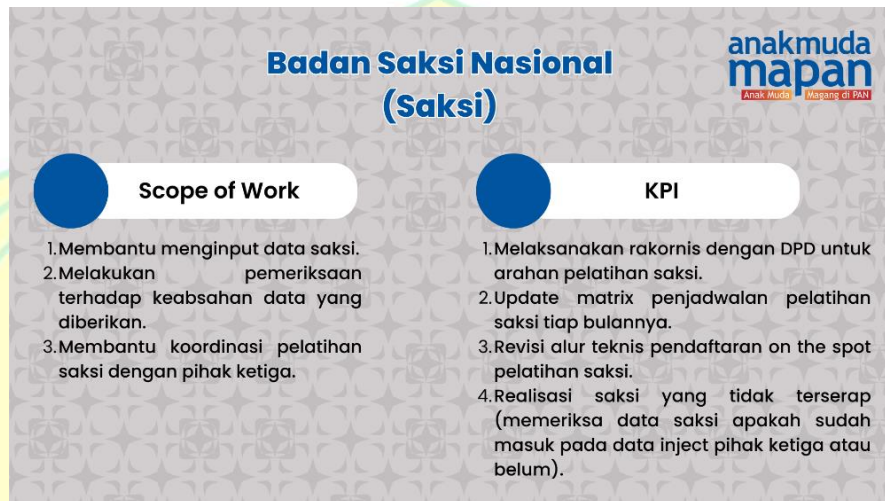 Badan Saksi Nasional
(Saksi)
anakmuda
mapan
Anak Muda Magang di PAN
Scope of Work
1.Membantu menginput data saksi.
2.Melakukan pemeriksaan
terhadap keabsahan data yang
diberikan.
3.Membantu koordinasi pelatihan
saksi dengan pihak ketiga.
KPI
1.Melaksanakan rakornis dengan DPD untuk
arahan pelatihan saksi.
2.Update matrix penjadwalan pelatihan
saksi tiap bulannya.
3.Revisi alur teknis pendaftaran on the spot
pelatihan saksi.
4.Realisasi saksi yang tidak terserap
(memeriksa data saksi apakah sudah
masuk pada data inject pihak ketiga atau
belum).